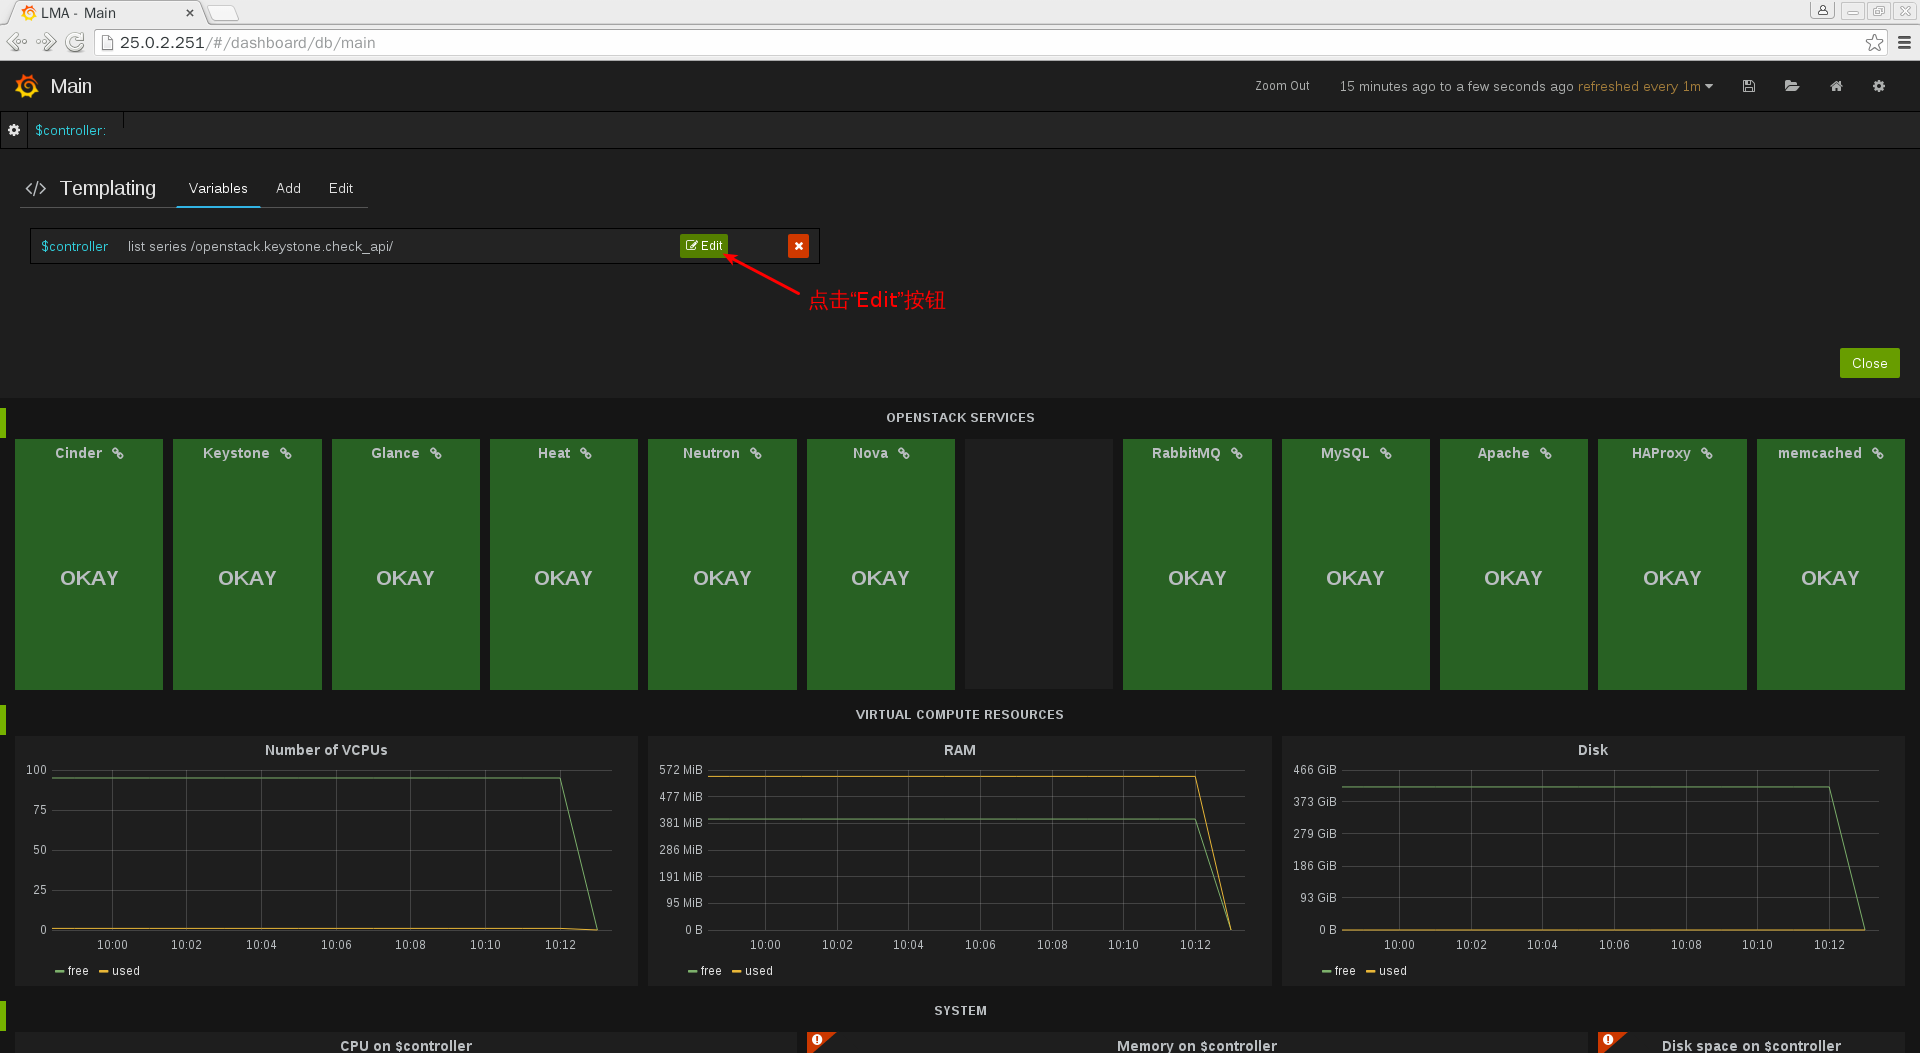 LMA - Main
25.0.2.251/#/dashboard/db/main
Main
Zoom Out
15 minutes ago to a few seconds ago refreshed every 1m
$controller:
</> Templating
Variables
Add
Edit
$controller
list series /openstack.keystone.check_api/
Edit
点击“Edit”按钮
Close
OPENSTACK SERVICES
Cinder
Keystone
Glance
Heat
Neutron
Nova
RabbitMQ
MySQL
Apache
HAProxy
memcached
OKAY
OKAY
OKAY
OKAY
OKAY
OKAY
OKAY
OKAY
OKAY
OKAY
OKAY
VIRTUAL COMPUTE RESOURCES
Number of VCPUs
100
75
50
25
0
10:00 10:02 10:04 10:06 10:08 10:10 10:12
free used
RAM
572 MiB
477 MiB
381 MiB
286 MiB
191 MiB
95 MiB
0 B
10:00 10:02 10:04 10:06 10:08 10:10 10:12
free used
Disk
466 GiB
373 GiB
279 GiB
186 GiB
93 GiB
0 B
10:00 10:02 10:04 10:06 10:08 10:10 10:12
free used
SYSTEM
CPU on $controller
Memory on $controller
Disk space on $controller